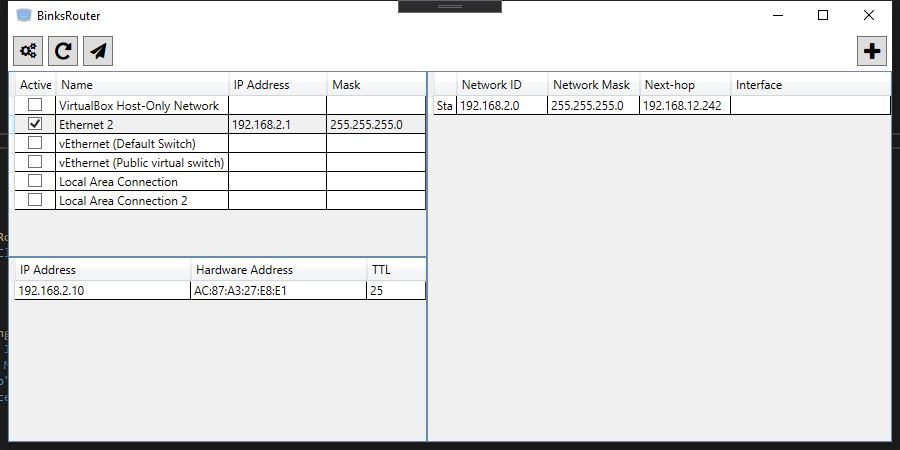 BinksRouter
Active Name IP Address Mask
VirtualBox Host-Only Network
Ethernet 2 192.168.2.1 255.255.255.0
vEthernet (Default Switch)
vEthernet (Public virtual switch)
Local Area Connection
Local Area Connection 2
Network ID Network Mask Next-hop Interface
Sta 192.168.2.0 255.255.255.0 192.168.12.242
IP Address Hardware Address TTL
192.168.2.10 AC:87:A3:27:E8:E1 25